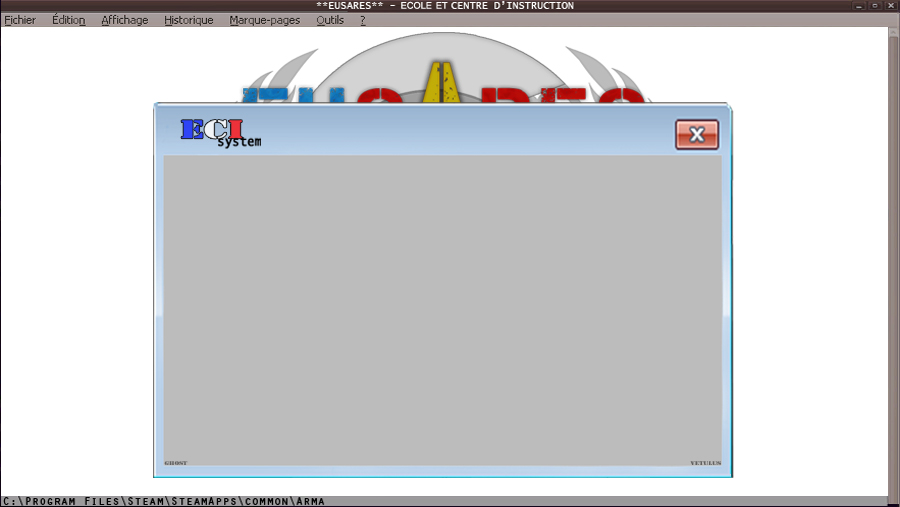 **EUSARES** - ECOLE ET CENTRE D'INSTRUCTION
Fichier Édition Affichage Historique Marque-pages Outils ?
ECI
system
GHOST VETULUS
C:\Program Files\Steam\SteamApps\common\Arma